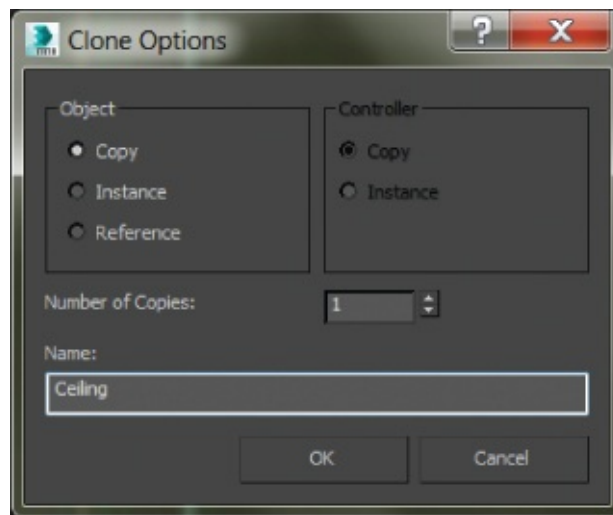 Clone Options
?
X
Object
Controller
Copy
Copy
Instance
Instance
Reference
Number of Copies:
1
Name:
Ceiling
OK
Cancel